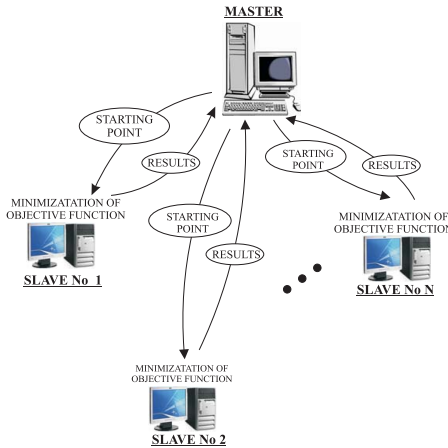 MASTER
STARTING
POINT
RESULTS
STARTING
POINT
RESULTS
MINIMIZATATION OF
OBJECTIVE FUNCTION
SLAVE No 1
STARTING
POINT
RESULTS
MINIMIZATATION OF
OBJECTIVE FUNCTION
SLAVE No N
MINIMIZATATION OF
OBJECTIVE FUNCTION
SLAVE No 2